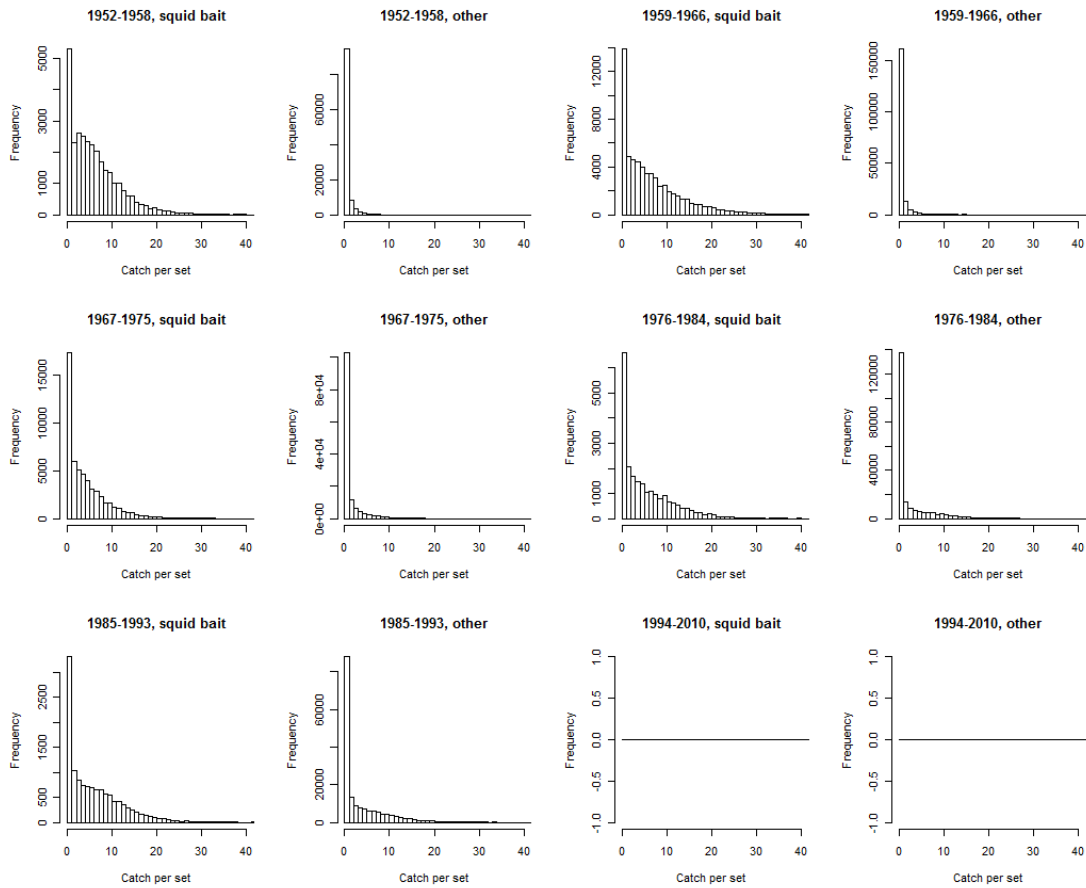 1952-1958, squid bait
Frequency
0 1000 3000 5000
0 10 20 30 40
Catch per set
1952-1958, other
Frequency
0 20000 60000
0 10 20 30 40
Catch per set
1959-1966, squid bait
Frequency
0 4000 8000 12000
0 10 20 30 40
Catch per set
1959-1966, other
Frequency
0 50000 100000 150000
0 10 20 30 40
Catch per set
1967-1975, squid bait
Frequency
0 5000 10000 15000
0 10 20 30 40
Catch per set
1967-1975, other
Frequency
0e+00 4e+04 8e+04
0 10 20 30 40
Catch per set
1976-1984, squid bait
Frequency
0 1000 3000 5000
0 10 20 30 40
Catch per set
1976-1984, other
Frequency
0 40000 80000 120000
0 10 20 30 40
Catch per set
1985-1993, squid bait
Frequency
0 500 1500 2500
0 10 20 30 40
Catch per set
1985-1993, other
Frequency
0 20000 60000
0 10 20 30 40
Catch per set
1994-2010, squid bait
Frequency
-1.0 -0.5 0.0 0.5 1.0
0 10 20 30 40
Catch per set
1994-2010, other
Frequency
-1.0 -0.5 0.0 0.5 1.0
0 10 20 30 40
Catch per set